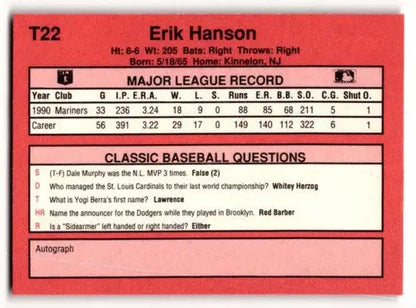 T22 Erik Hanson
Ht: 6-6 Wt: 205 Bats: Right Throws: Right
Born: 5/18/65 Home: Kinnelon, NJ
MAJOR LEAGUE RECORD
Year Club G I.P. E.R.A. W L S. Runs E.R. B.B. S.O. C.G. Shut O.
1990 Mariners 33 236 3.24 18 9 0 88 85 68 211 5 1
Career 56 391 3.22 29 17 0 149 140 112 322 6 1
CLASSIC BASEBALL QUESTIONS
S (T-F) Dale Murphy was the N.L. MVP 3 times. False (2)
D Who managed the St. Louis Cardinals to their last world championship? Whitey Herzog
T What is Yogi Berra's first name? Lawrence
HR Name the announcer for the Dodgers while they played in Brooklyn. Red Barber
R Is a "Sidearmer" left handed or right handed? Either
Autograph